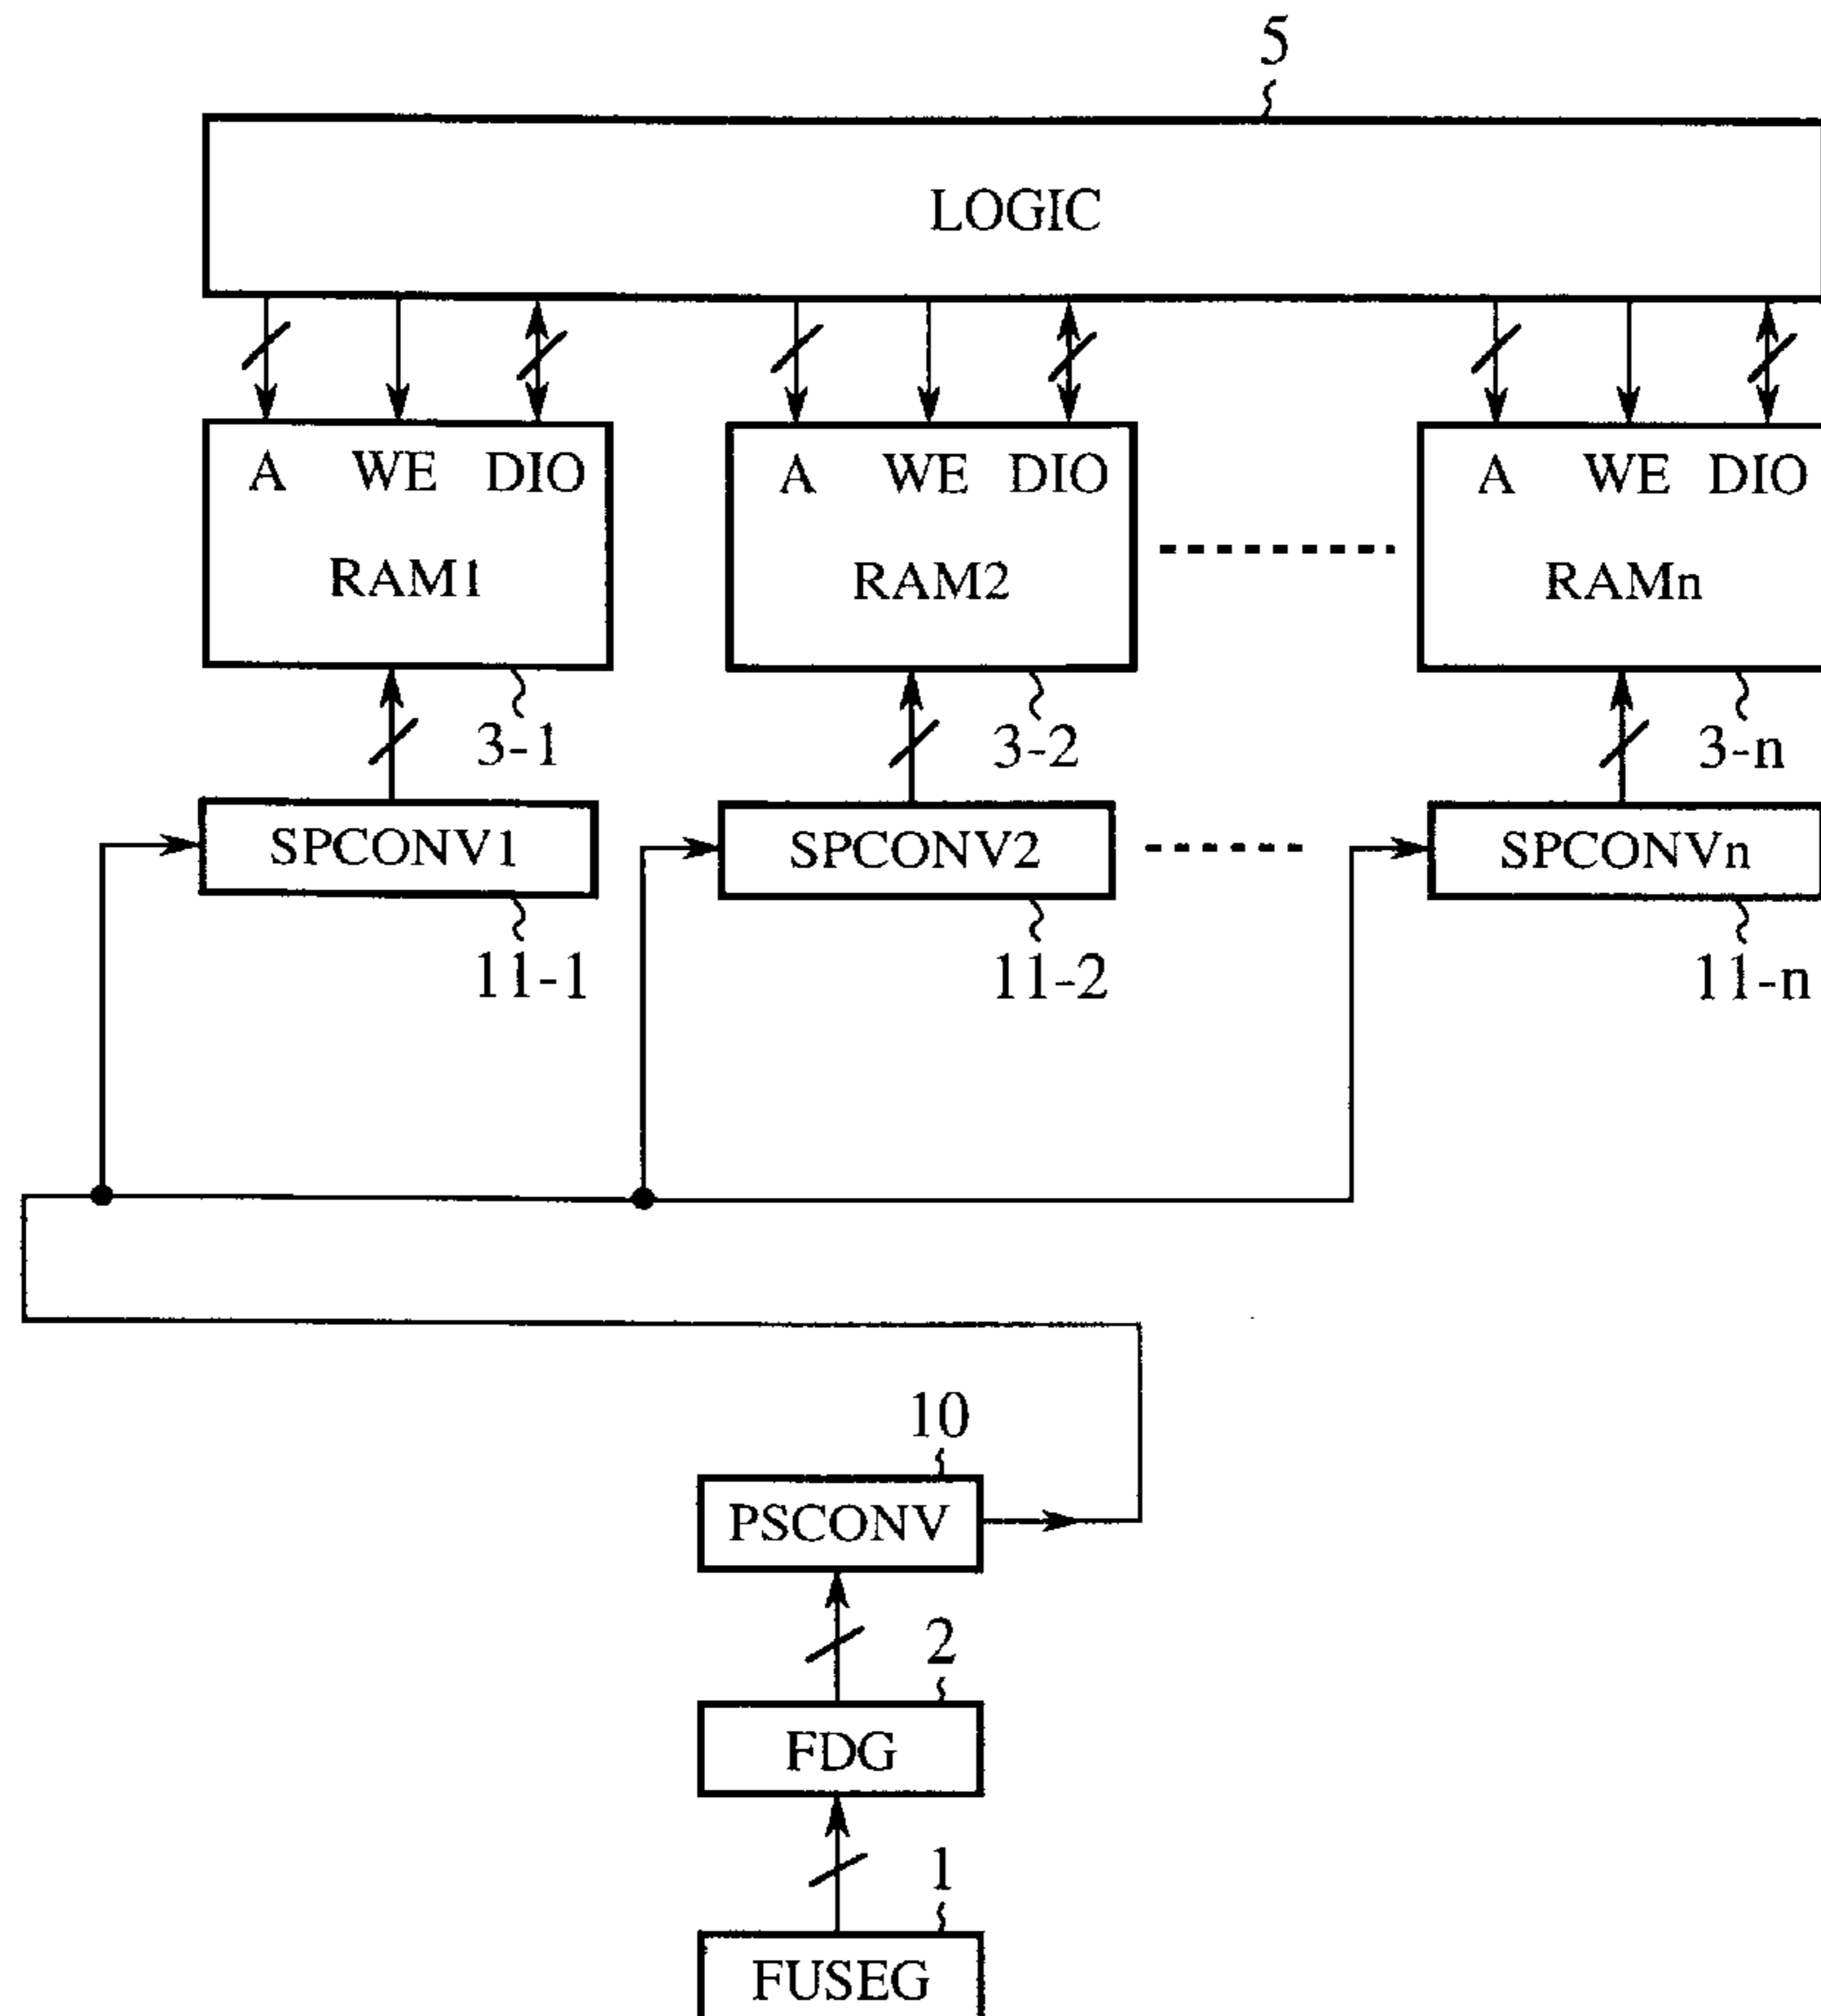 5
LOGIC
A WE DIO A WE DIO A WE DIO
RAM1 RAM2 RAMn
3-1 3-2 3-n
SPCONV1 SPCONV2 SPCONVn
11-1 11-2 11-n
10
PSCONV
2
FDG
1
FUSEG